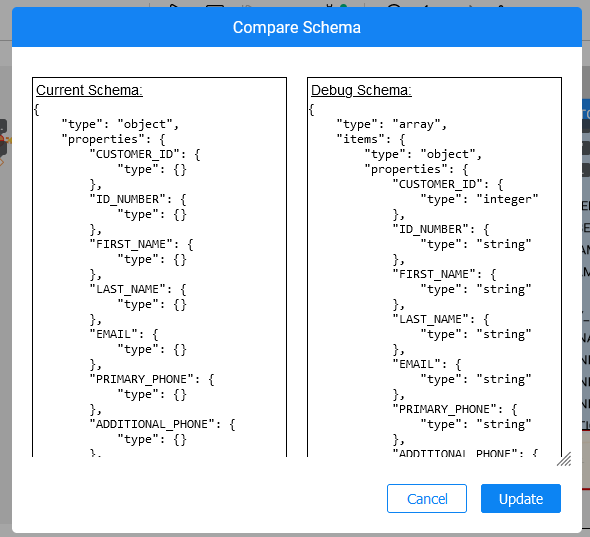 Compare Schema
Current Schema:
{
    "type": "object",
    "properties": {
        "CUSTOMER_ID": {
            "type": {}
        },
        "ID_NUMBER": {
            "type": {}
        },
        "FIRST_NAME": {
            "type": {}
        },
        "LAST_NAME": {
            "type": {}
        },
        "EMAIL": {
            "type": {}
        },
        "PRIMARY_PHONE": {
            "type": {}
        },
        "ADDITIONAL_PHONE": {
            "type": {}
        },
Debug Schema:
{
    "type": "array",
    "items": {
        "type": "object",
        "properties": {
            "CUSTOMER_ID": {
                "type": "integer"
            },
            "ID_NUMBER": {
                "type": "string"
            },
            "FIRST_NAME": {
                "type": "string"
            },
            "LAST_NAME": {
                "type": "string"
            },
            "EMAIL": {
                "type": "string"
            },
            "PRIMARY_PHONE": {
                "type": "string"
            },
            "ADDITIONAL_PHONE": {
Cancel
Update